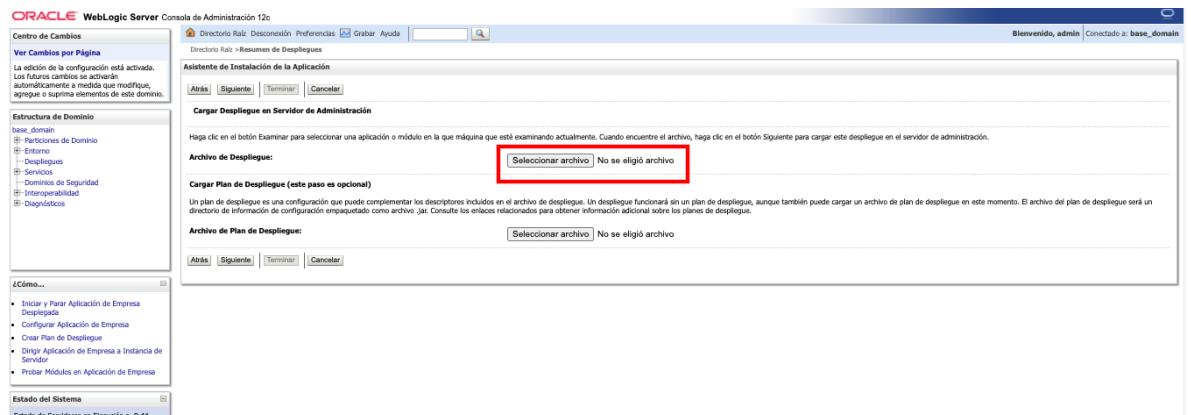 ORACLE WebLogic Server Consola de Administración 12c
Centro de Cambios
Ver Cambios por Página
La edición de la configuración está activada.
Los futuros cambios se activarán
automáticamente a medida que modifique,
agregue o suprima elementos de este dominio.
Estructura de Dominio
base_domain
Particiones de Dominio
Entorno
Despliegues
Servicios
Dominios de Seguridad
Interoperabilidad
Diagnósticos
¿Cómo...
Iniciar y Parar Aplicación de Empresa
Desplegada
Configurar Aplicación de Empresa
Crear Plan de Despliegue
Dirigir Aplicación de Empresa a Instancia de
Servidor
Probar Módulos en Aplicación de Empresa
Estado del Sistema
Directorio Raíz Desconexión Preferencias Grabar Ayuda
Bienvenido, admin Conectado a: base_domain
Directorio Raíz >Resumen de Despliegues
Asistente de Instalación de la Aplicación
Atrás Siguiente Terminar Cancelar
Cargar Despliegue en Servidor de Administración
Haga clic en el botón Examinar para seleccionar una aplicación o módulo en la que máquina que esté examinando actualmente. Cuando encuentre el archivo, haga clic en el botón Siguiente para cargar este despliegue en el servidor de administración.
Archivo de Despliegue: Seleccionar archivo No se eligió archivo
Cargar Plan de Despliegue (este paso es opcional)
Un plan de despliegue es una configuración que puede complementar los descriptores incluidos en el archivo de despliegue. Un despliegue funcionará sin un plan de despliegue, aunque también puede cargar un archivo de plan de despliegue en este momento. El archivo del plan de despliegue será un
directorio de información de configuración empaquetado como archivo .jar. Consulte los enlaces relacionados para obtener información adicional sobre los planes de despliegue.
Archivo de Plan de Despliegue: Seleccionar archivo No se eligió archivo
Atrás Siguiente Terminar Cancelar